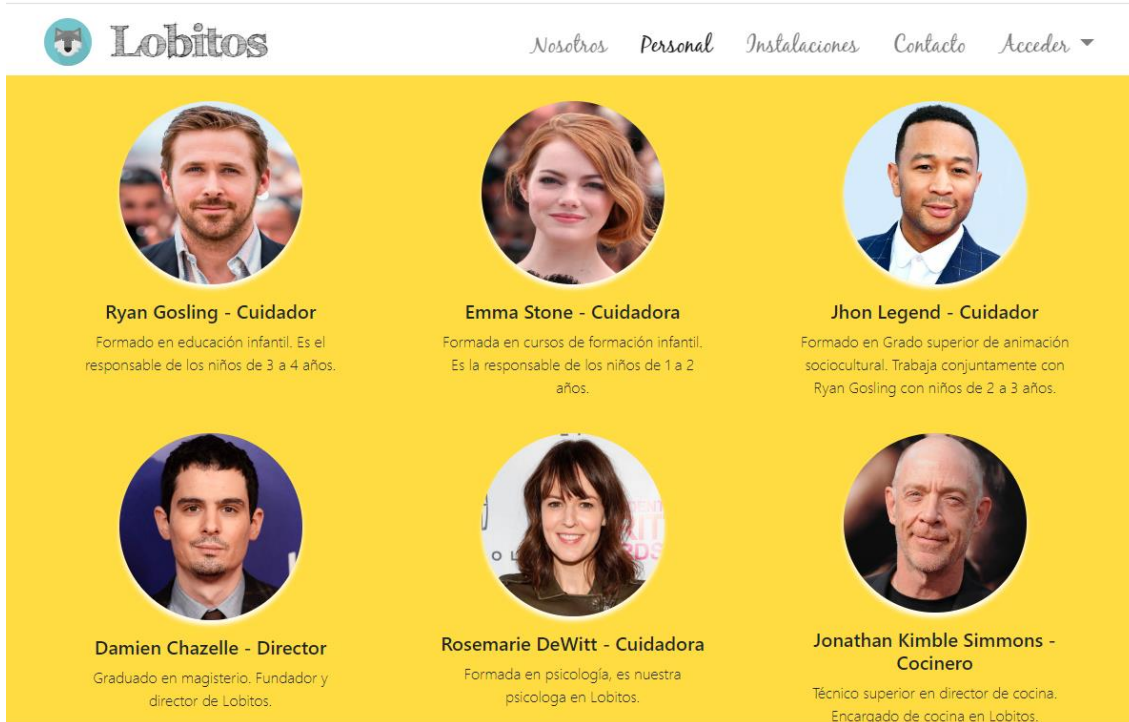 Lobitos
Nosotros Personal Instalaciones Contacto Acceder
Ryan Gosling - Cuidador
Formado en educación infantil. Es el
responsable de los niños de 3 a 4 años.
Emma Stone - Cuidadora
Formada en cursos de formación infantil.
Es la responsable de los niños de 1 a 2
años.
Jhon Legend - Cuidador
Formado en Grado superior de animación
sociocultural. Trabaja conjuntamente con
Ryan Gosling con niños de 2 a 3 años.
Damien Chazelle - Director
Graduado en magisterio. Fundador y
director de Lobitos.
Rosemarie DeWitt - Cuidadora
Formada en psicología, es nuestra
psicologa en Lobitos.
Jonathan Kimble Simmons -
Cocinero
Técnico superior en director de cocina.
Encargado de cocina en Lobitos.